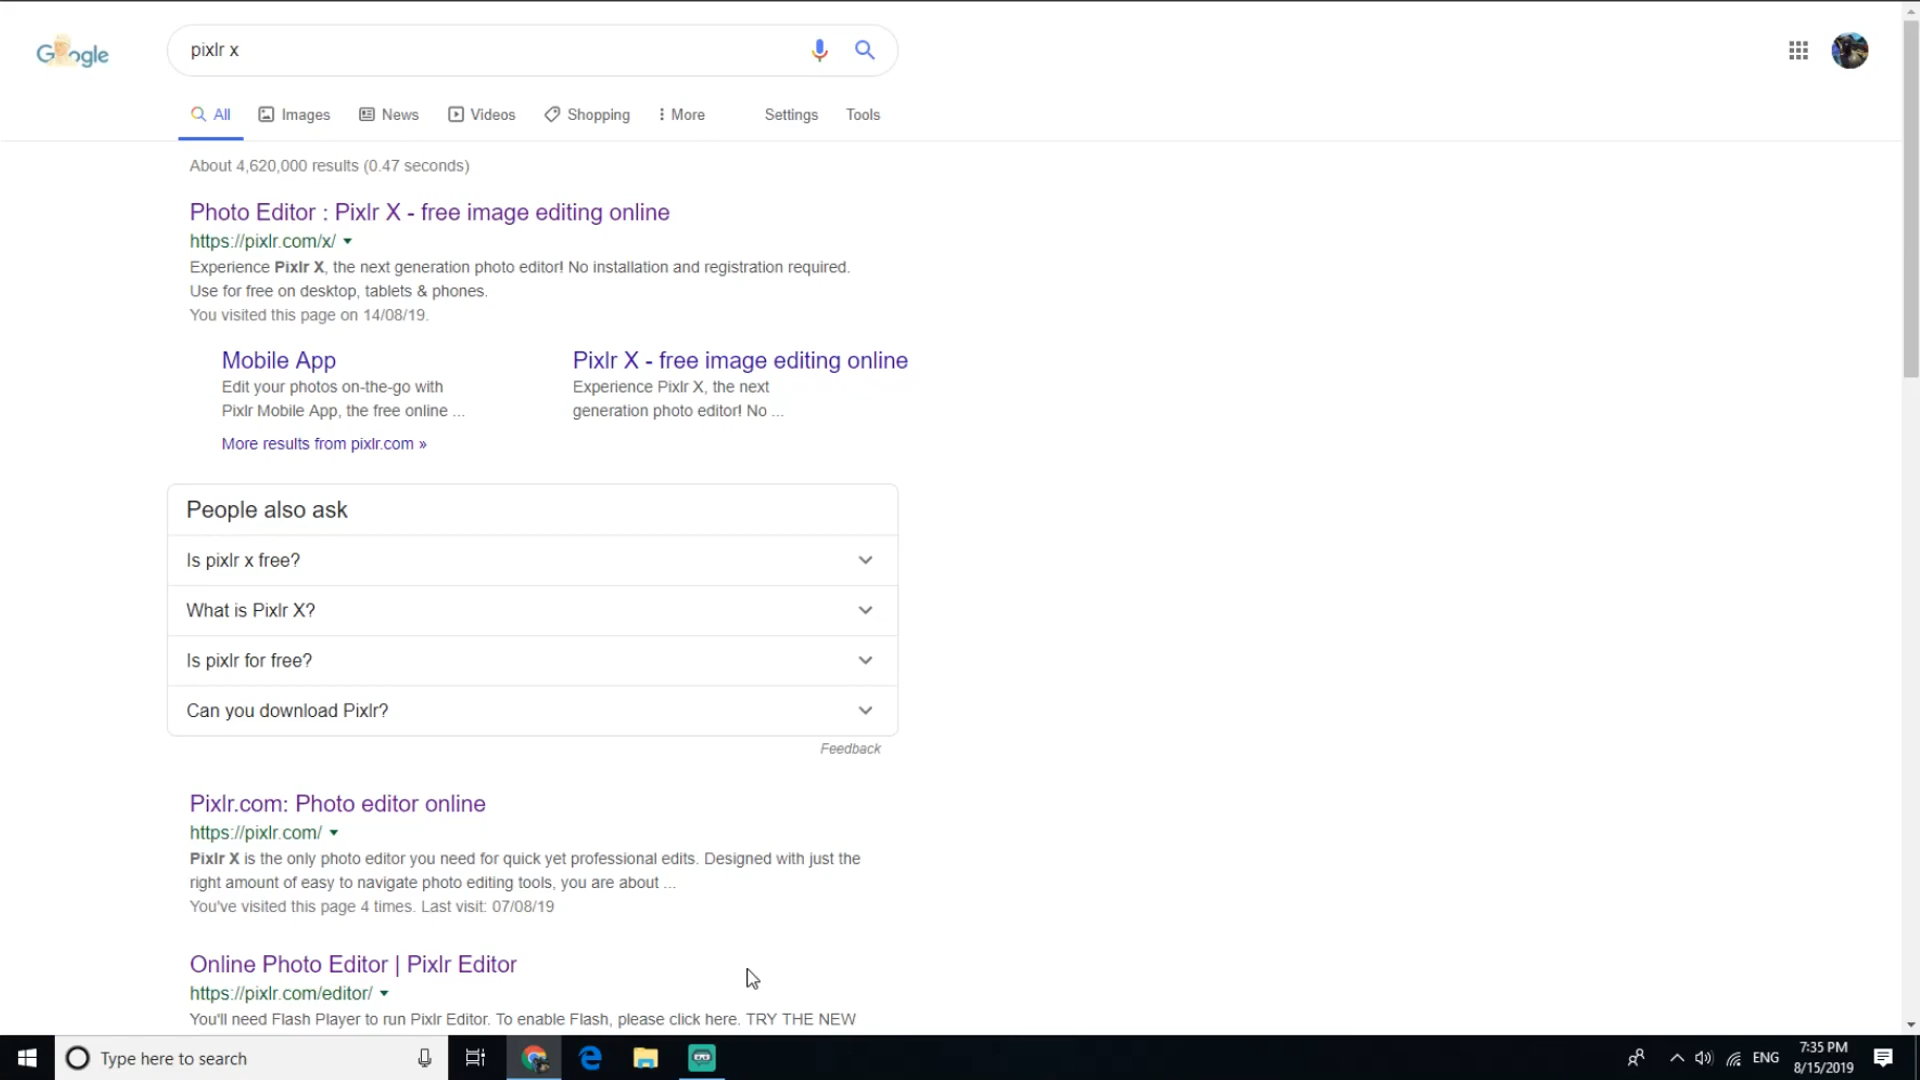 Google
pixlr x
All
Images
News
Videos
Shopping
More
Settings
Tools
About 4,620,000 results (0.47 seconds)
Photo Editor : Pixlr X - free image editing online
https://pixlr.com/x/
Experience Pixlr X, the next generation photo editor! No installation and registration required.
Use for free on desktop, tablets & phones.
You visited this page on 14/08/19.
Mobile App
Edit your photos on-the-go with
Pixlr Mobile App, the free online ...
Pixlr X - free image editing online
Experience Pixlr X, the next
generation photo editor! No ...
More results from pixlr.com »
People also ask
Is pixlr x free?
What is Pixlr X?
Is pixlr for free?
Can you download Pixlr?
Feedback
Pixlr.com: Photo editor online
https://pixlr.com/
Pixlr X is the only photo editor you need for quick yet professional edits. Designed with just the
right amount of easy to navigate photo editing tools, you are about ...
You've visited this page 4 times. Last visit: 07/08/19
Online Photo Editor | Pixlr Editor
https://pixlr.com/editor/
You'll need Flash Player to run Pixlr Editor. To enable Flash, please click here. TRY THE NEW
Type here to search
ENG
7:35 PM
8/15/2019